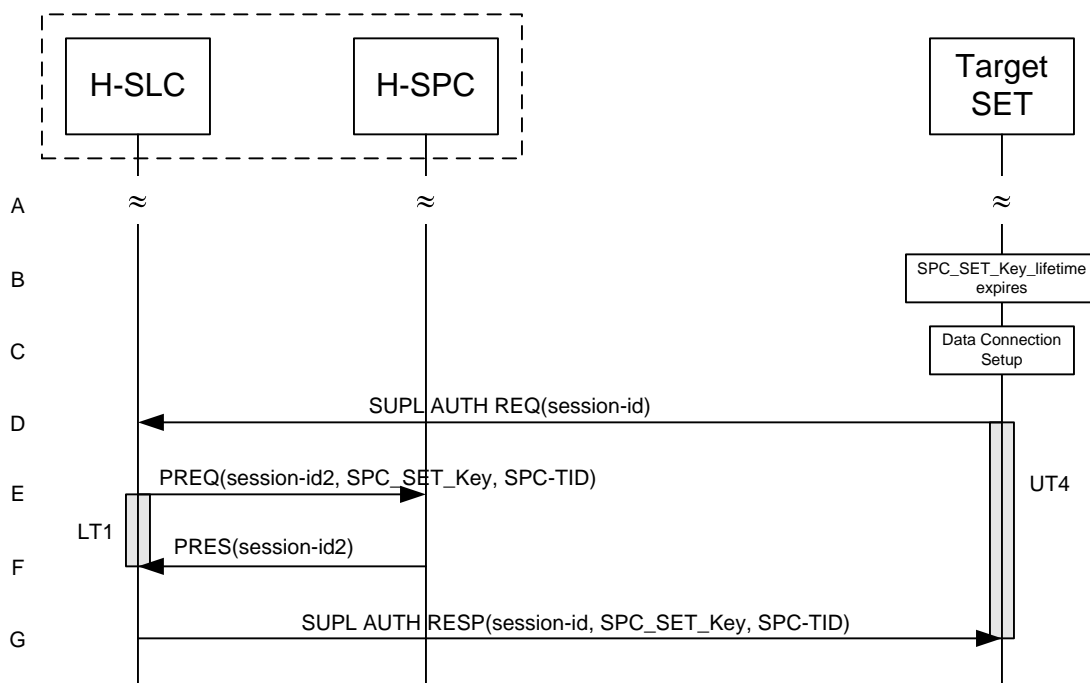 H-SLC
H-SPC
Target
SET
A
≈
≈
≈
B
SPC_SET_Key_lifetime
expires
C
Data Connection
Setup
D
SUPL AUTH REQ(session-id)
E
PREQ(session-id2, SPC_SET_Key, SPC-TID)
UT4
LT1
PRES(session-id2)
F
SUPL AUTH RESP(session-id, SPC_SET_Key, SPC-TID)
G